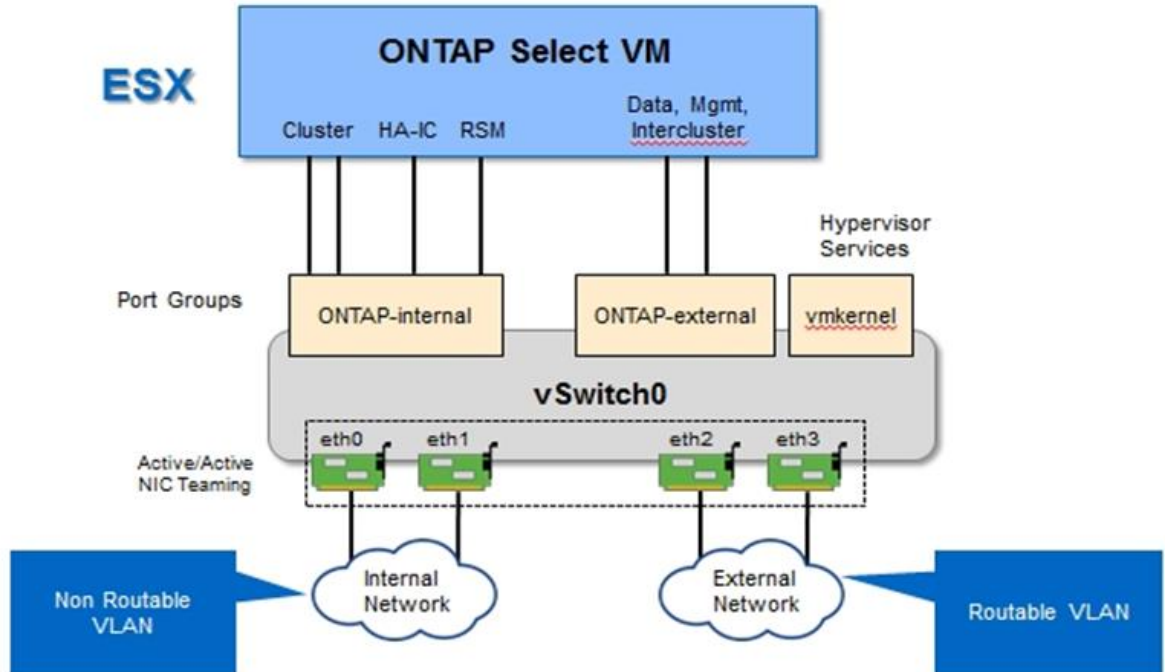 ONTAP Select VM
ESX
Data, Mgmt,
Intercluster
Cluster HA-IC RSM
Hypervisor
Services
Port Groups
ONTAP-internal
ONTAP-external
vmkernel
vSwitch0
eth0 eth1 eth2 eth3
Active/Active
NIC Teaming
Internal
Network
External
Network
Non Routable
VLAN
Routable VLAN